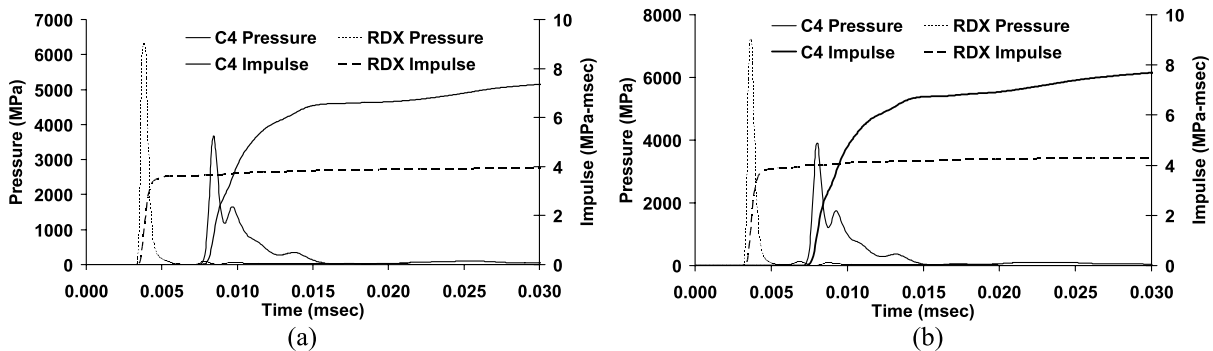 7000
6000
5000
4000
3000
2000
1000
0
Pressure (MPa)
C4 Pressure
RDX Pressure
C4 Impulse
RDX Impulse
10
8
6
4
2
0
Impulse (MPa-msec)
0.000 0.005 0.010 0.015 0.020 0.025 0.030
Time (msec)
(a)
8000
6000
4000
2000
0
Pressure (MPa)
C4 Pressure
RDX Pressure
C4 Impulse
RDX Impulse
10
8
6
4
2
0
Impulse (MPa-msec)
0.000 0.005 0.010 0.015 0.020 0.025 0.030
Time (msec)
(b)